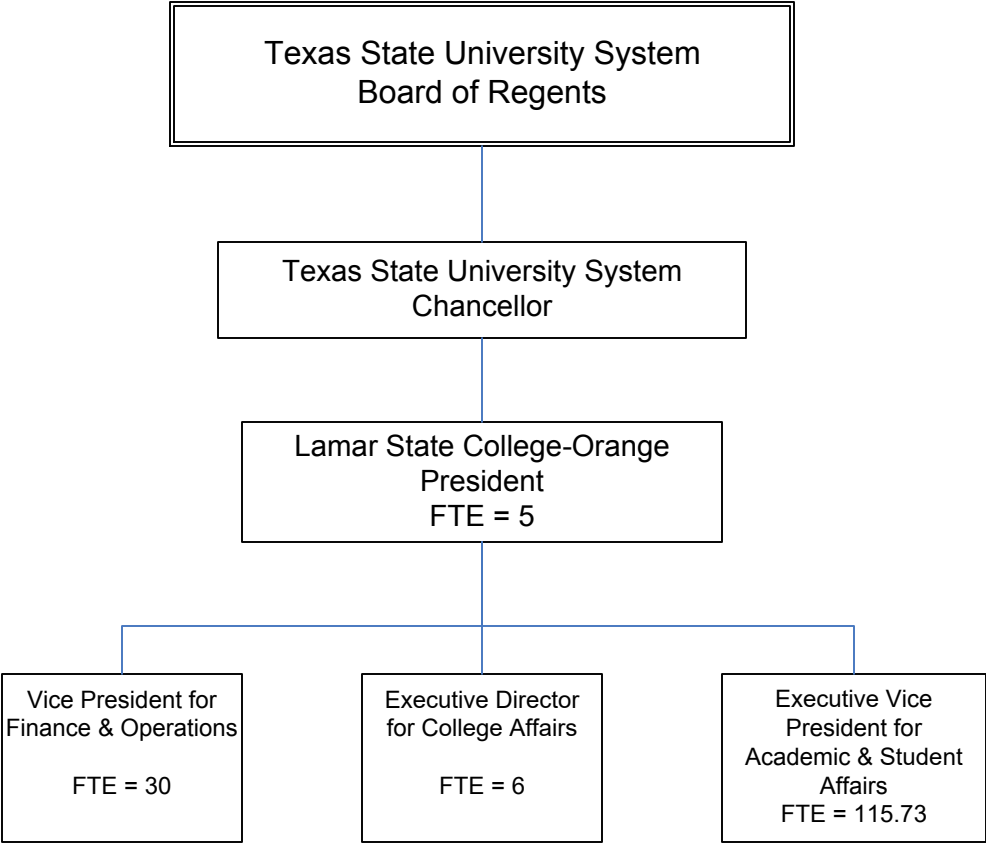 Texas State University System
Board of Regents
Texas State University System
Chancellor
Lamar State College-Orange
President
FTE = 5
Vice President for
Finance & Operations
FTE = 30
Executive Director
for College Affairs
FTE = 6
Executive Vice
President for
Academic & Student
Affairs
FTE = 115.73